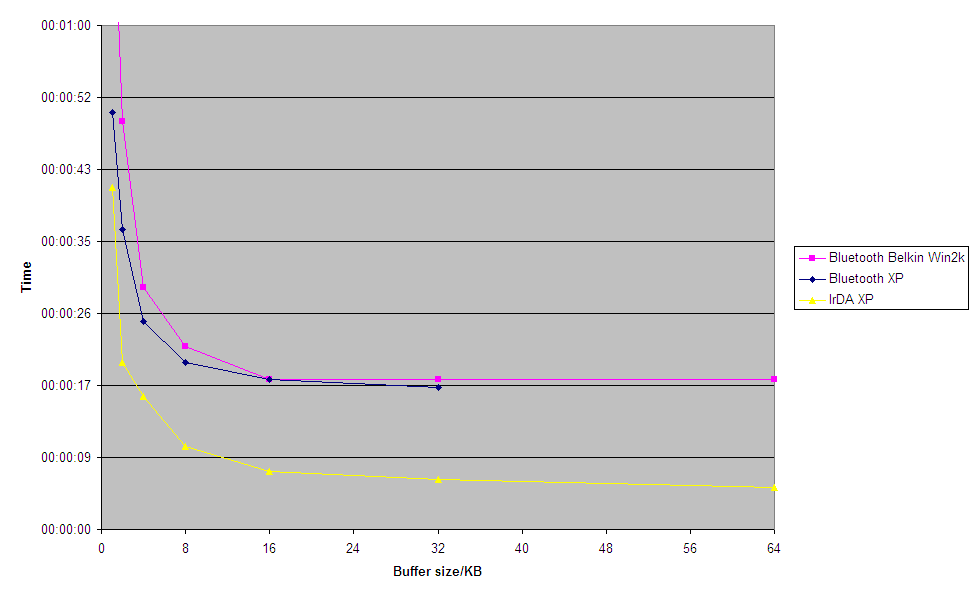 00:01:00
00:00:52
00:00:43
00:00:35
00:00:26
00:00:17
00:00:09
00:00:00
Time
0 8 16 24 32 40 48 56 64
Buffer size/KB
Bluetooth Belkin Win2k
Bluetooth XP
IrDA XP